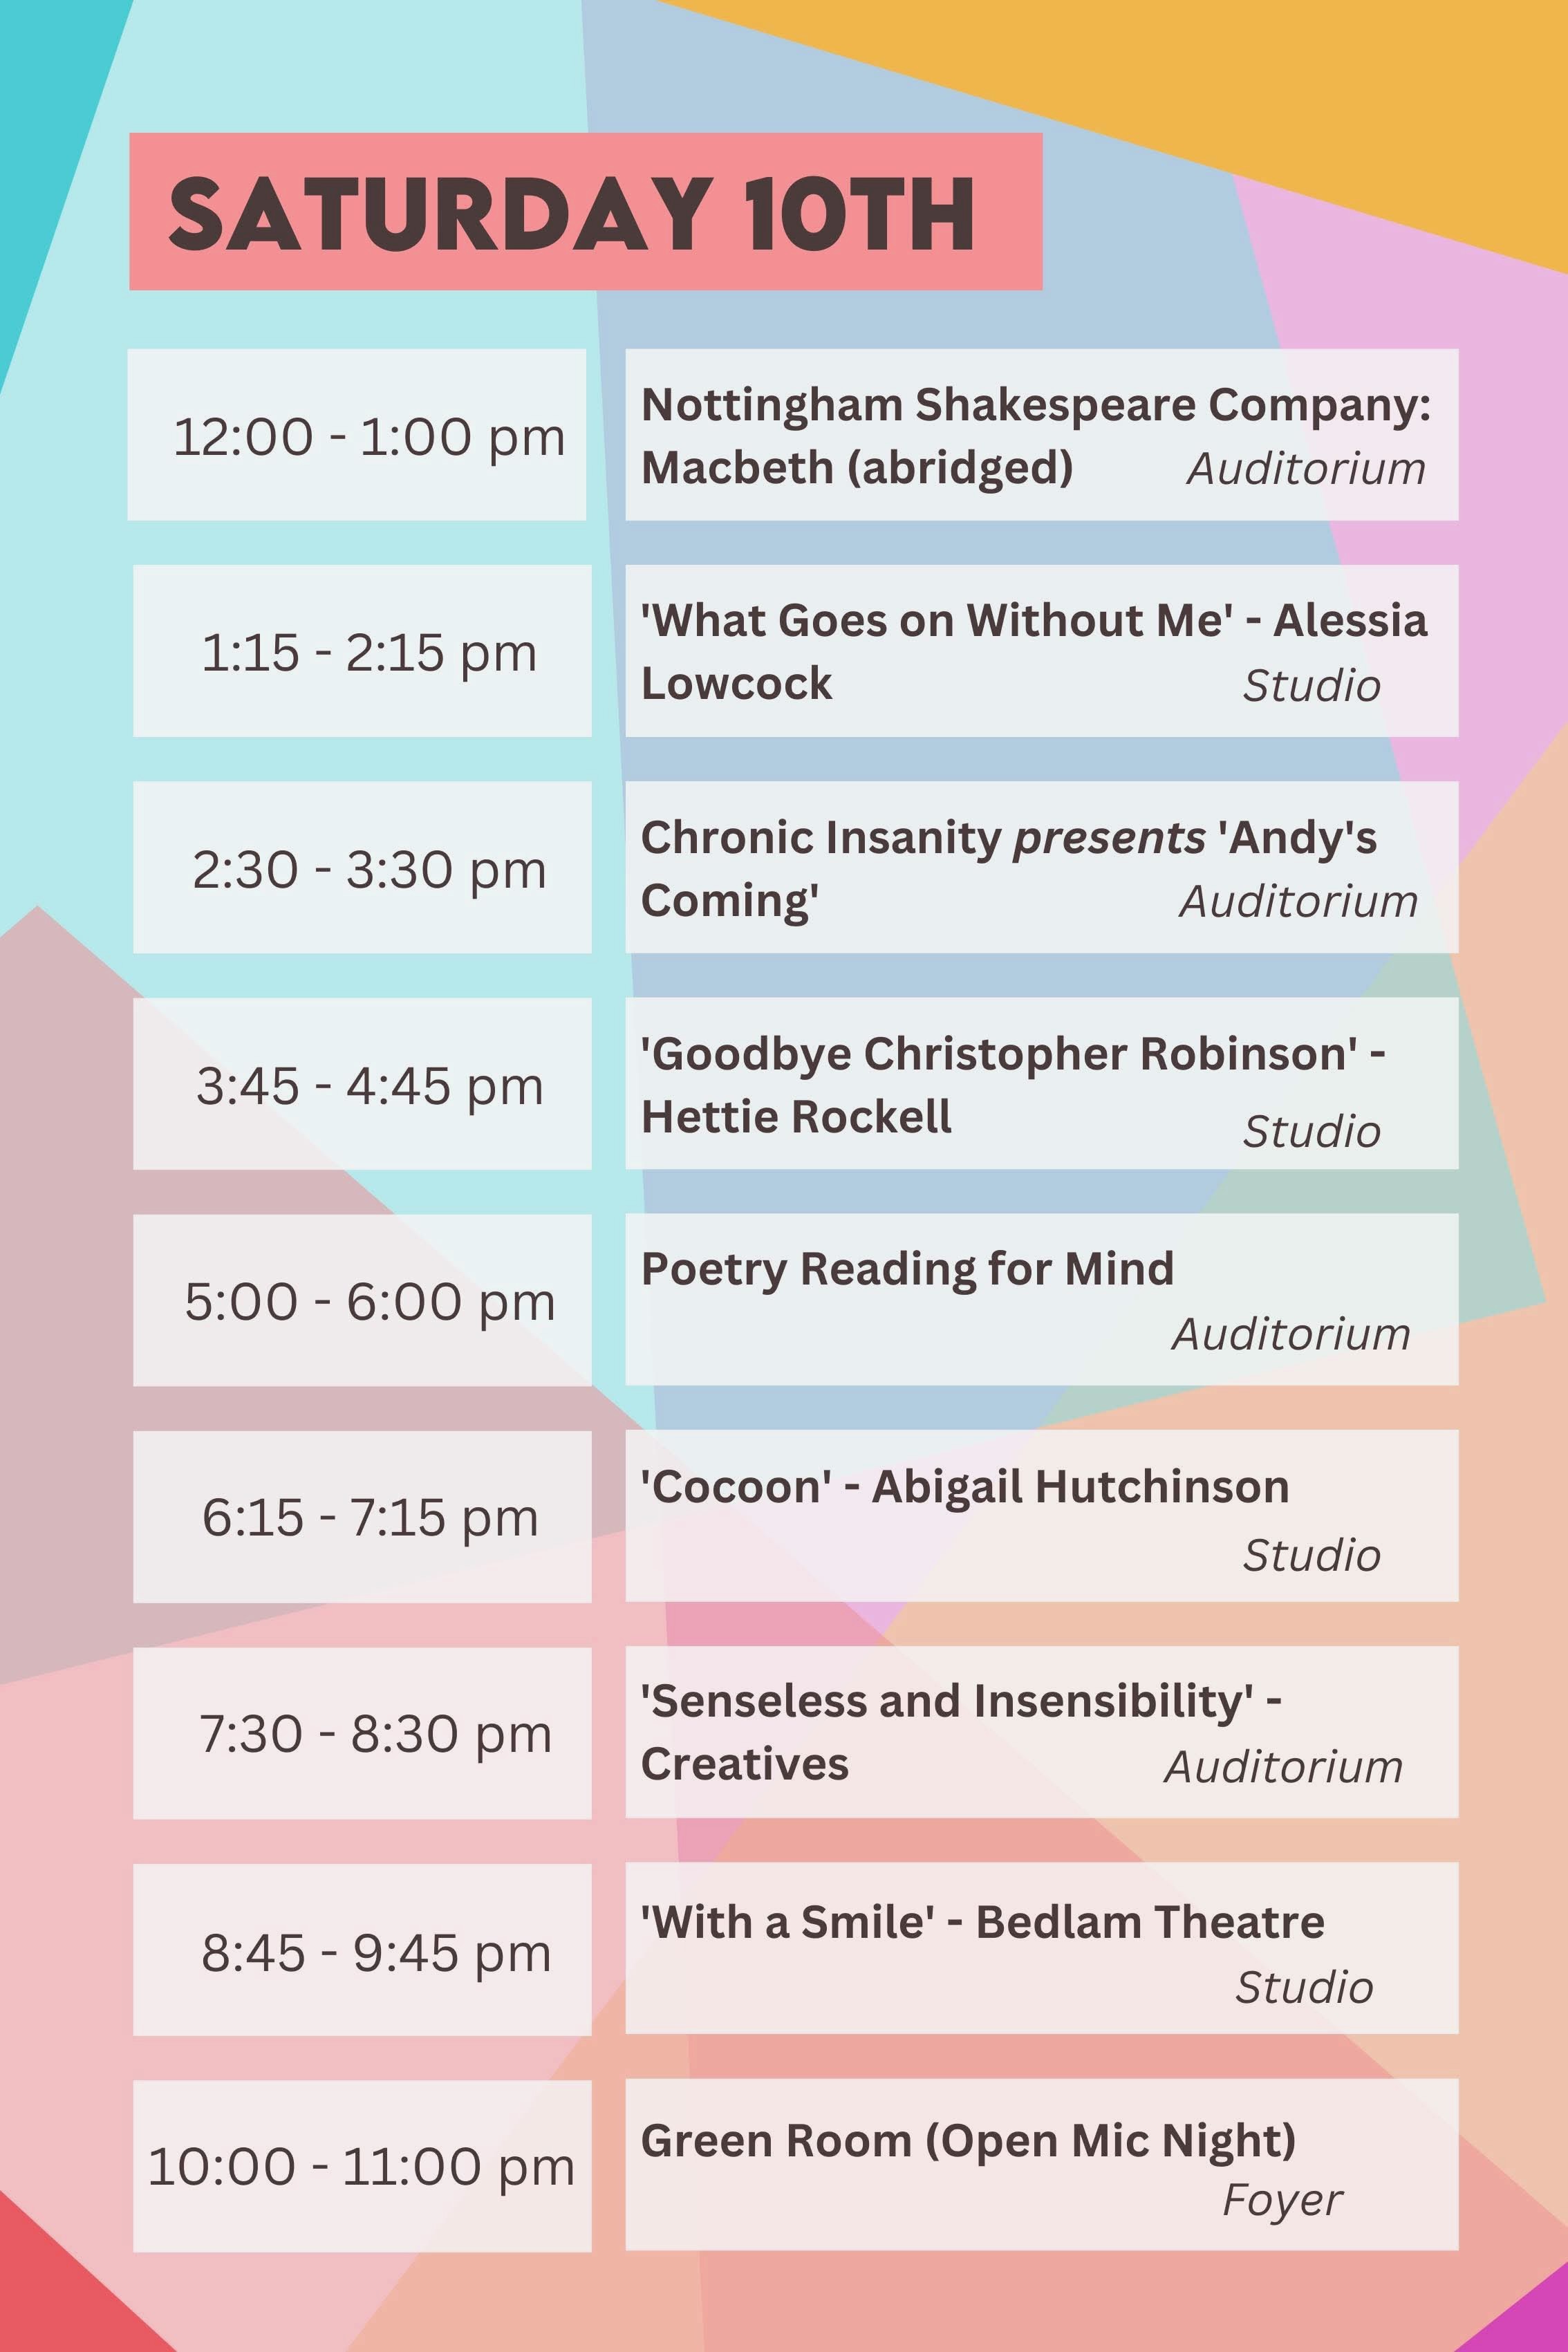 SATURDAY 10TH
12:00 - 1:00 pm
Nottingham Shakespeare Company:
Macbeth (abridged) Auditorium
1:15 - 2:15 pm
'What Goes on Without Me' - Alessia
Lowcock Studio
2:30 - 3:30 pm
Chronic Insanity presents 'Andy's
Coming' Auditorium
3:45 - 4:45 pm
'Goodbye Christopher Robinson' -
Hettie Rockell Studio
5:00 - 6:00 pm
Poetry Reading for Mind
Auditorium
6:15 - 7:15 pm
'Cocoon' - Abigail Hutchinson
Studio
7:30 - 8:30 pm
'Senseless and Insensibility' -
Creatives Auditorium
8:45 - 9:45 pm
'With a Smile' - Bedlam Theatre
Studio
10:00 - 11:00 pm
Green Room (Open Mic Night)
Foyer